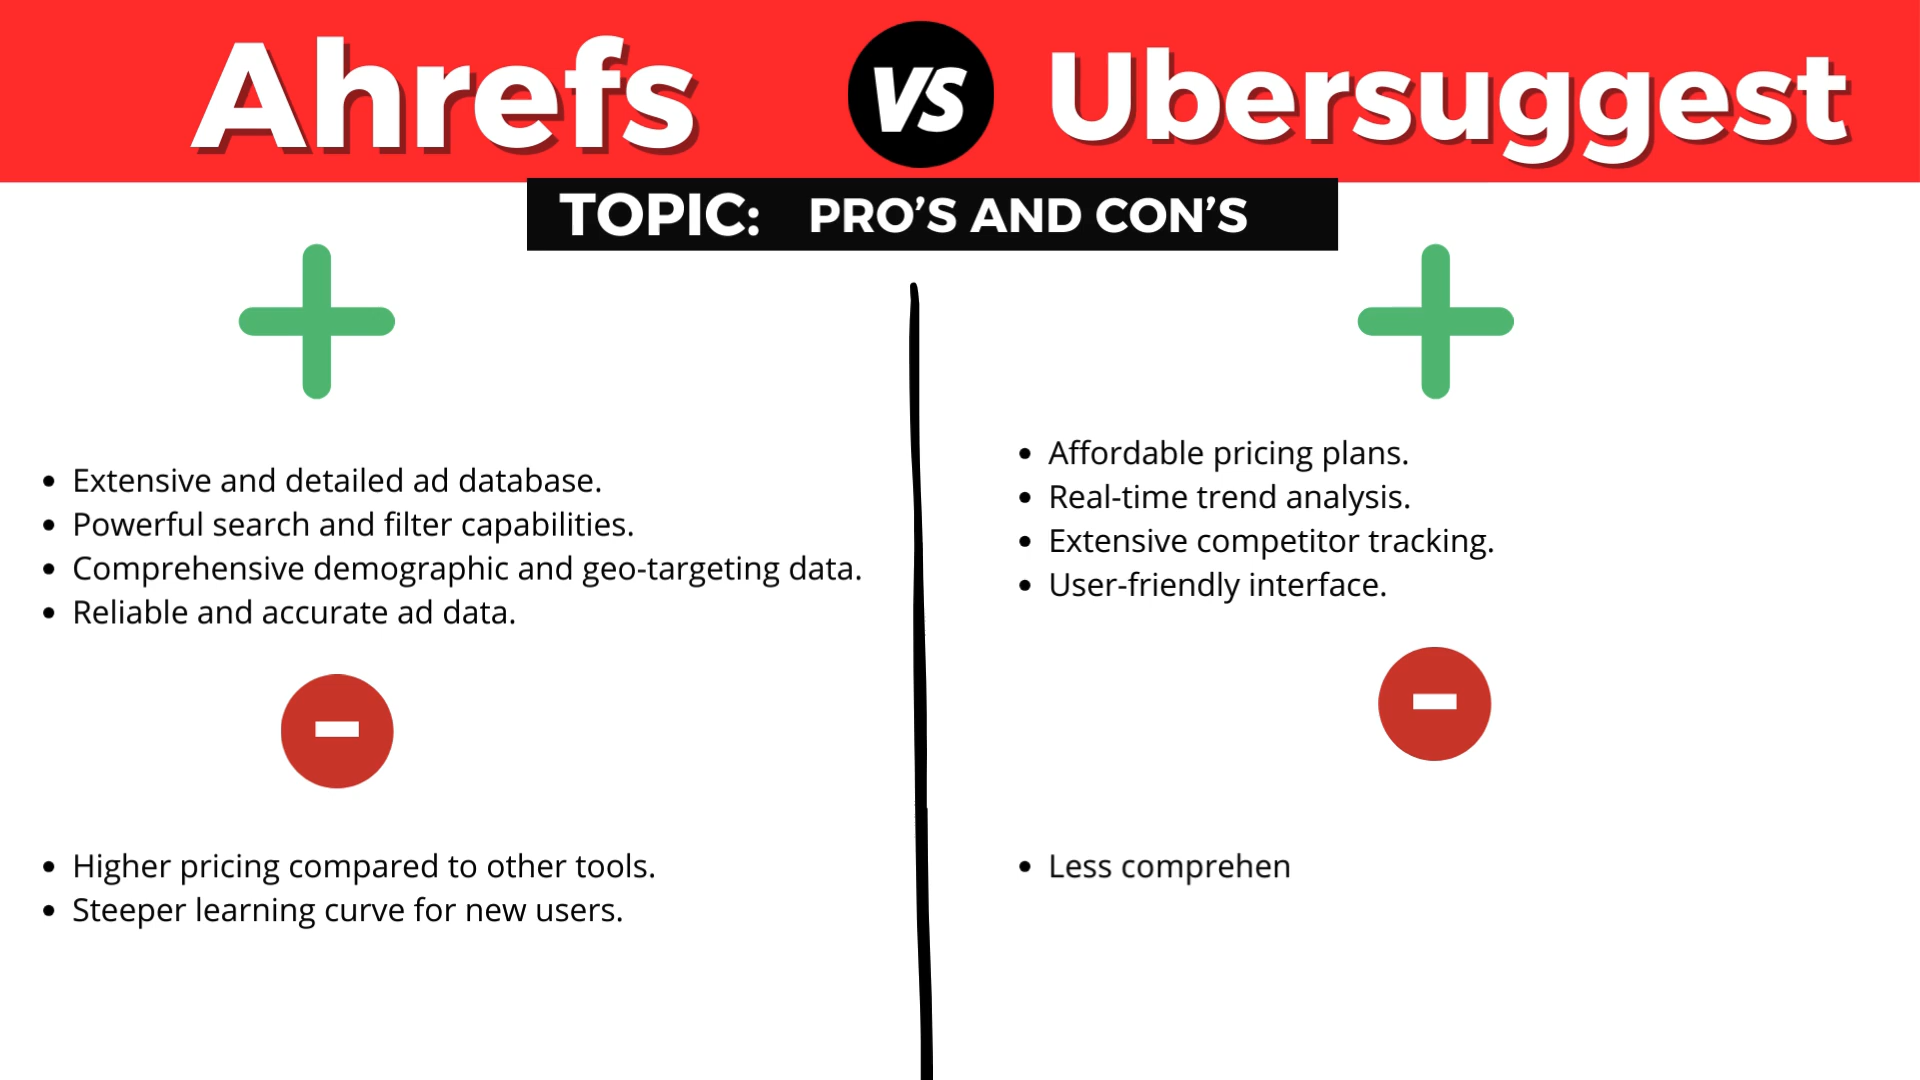 Ahrefs VS Ubersuggest
TOPIC: PRO'S AND CON'S
• Extensive and detailed ad database.
• Powerful search and filter capabilities.
• Comprehensive demographic and geo-targeting data.
• Reliable and accurate ad data.
• Higher pricing compared to other tools.
• Steeper learning curve for new users.
• Affordable pricing plans.
• Real-time trend analysis.
• Extensive competitor tracking.
• User-friendly interface.
• Less comprehen